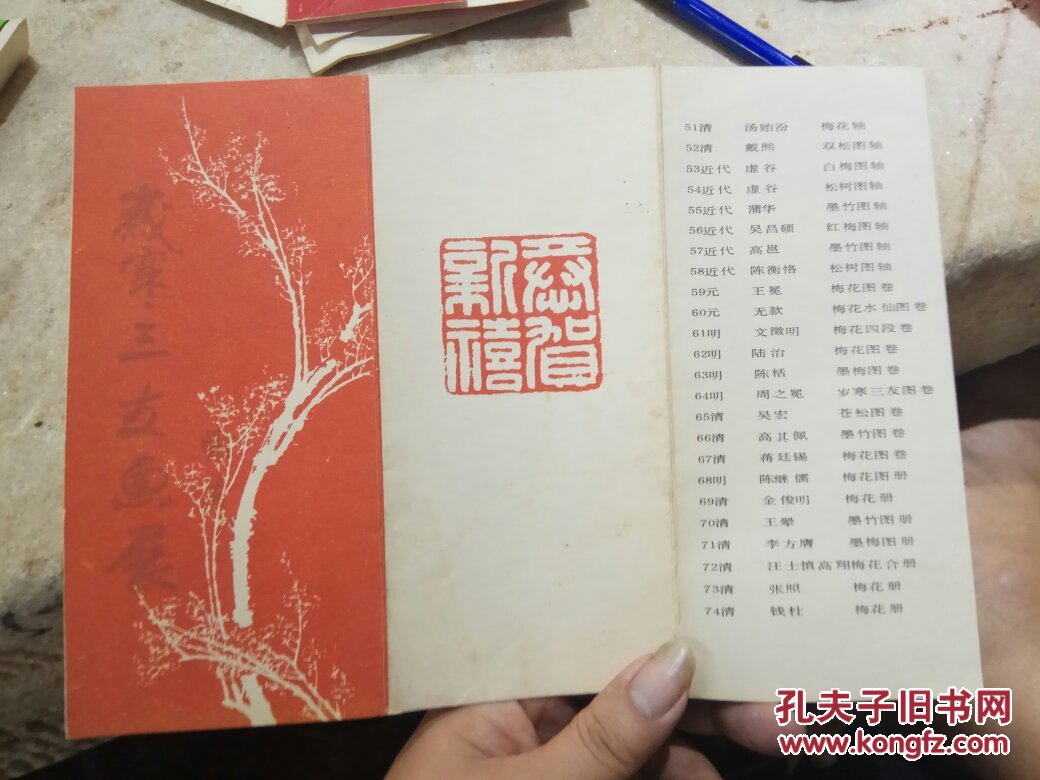 歲寒三友画展
恭賀
新禧
51清 汤贻汾 梅花轴
52清 戴熙 双松图轴
53近代 虚谷 白梅图轴
54近代 虚谷 松树图轴
55近代 蒲华 墨竹图轴
56近代 吴昌硕 红梅图轴
57近代 高邕 墨竹图轴
58近代 陈衡恪 松树图轴
59元 王冕 梅花图卷
60元 无款 梅花水仙图卷
61明 文徵明 梅花四段卷
62明 陆治 梅花图卷
63明 陈栝 墨梅图卷
64明 周之冕 岁寒三友图卷
65清 吴宏 苍松图卷
66清 高其佩 墨竹图卷
67清 蒋廷锡 梅花图卷
68明 陈继儒 梅花图册
69清 金俊明 梅花册
70清 王翚 墨竹图册
71清 李方膺 墨梅图册
72清 汪士慎高翔梅花合册
73清 张照 梅花册
74清 钱杜 梅花册
孔夫子旧书网
www.kongfz.com